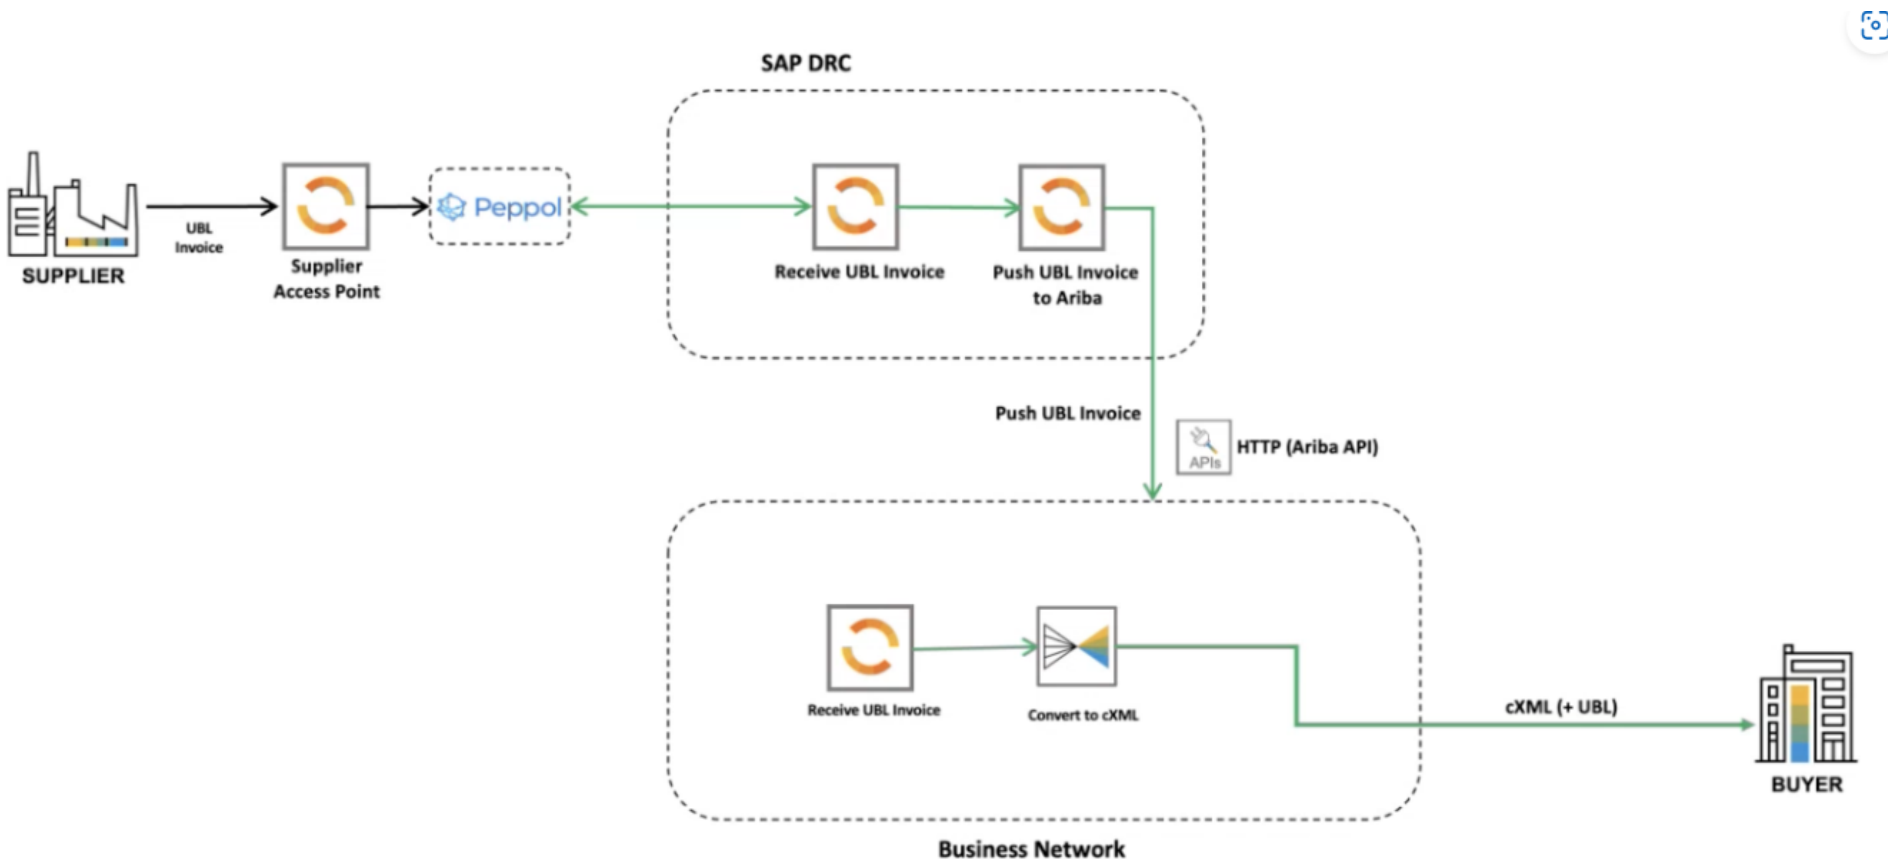 SAP DRC
Peppol
UBL
Invoice
SUPPLIER
Supplier
Access Point
Receive UBL Invoice
Push UBL Invoice
to Ariba
Push UBL Invoice
APIs
HTTP (Ariba API)
Receive UBL Invoice
Convert to cXML
cXML (+ UBL)
BUYER
Business Network